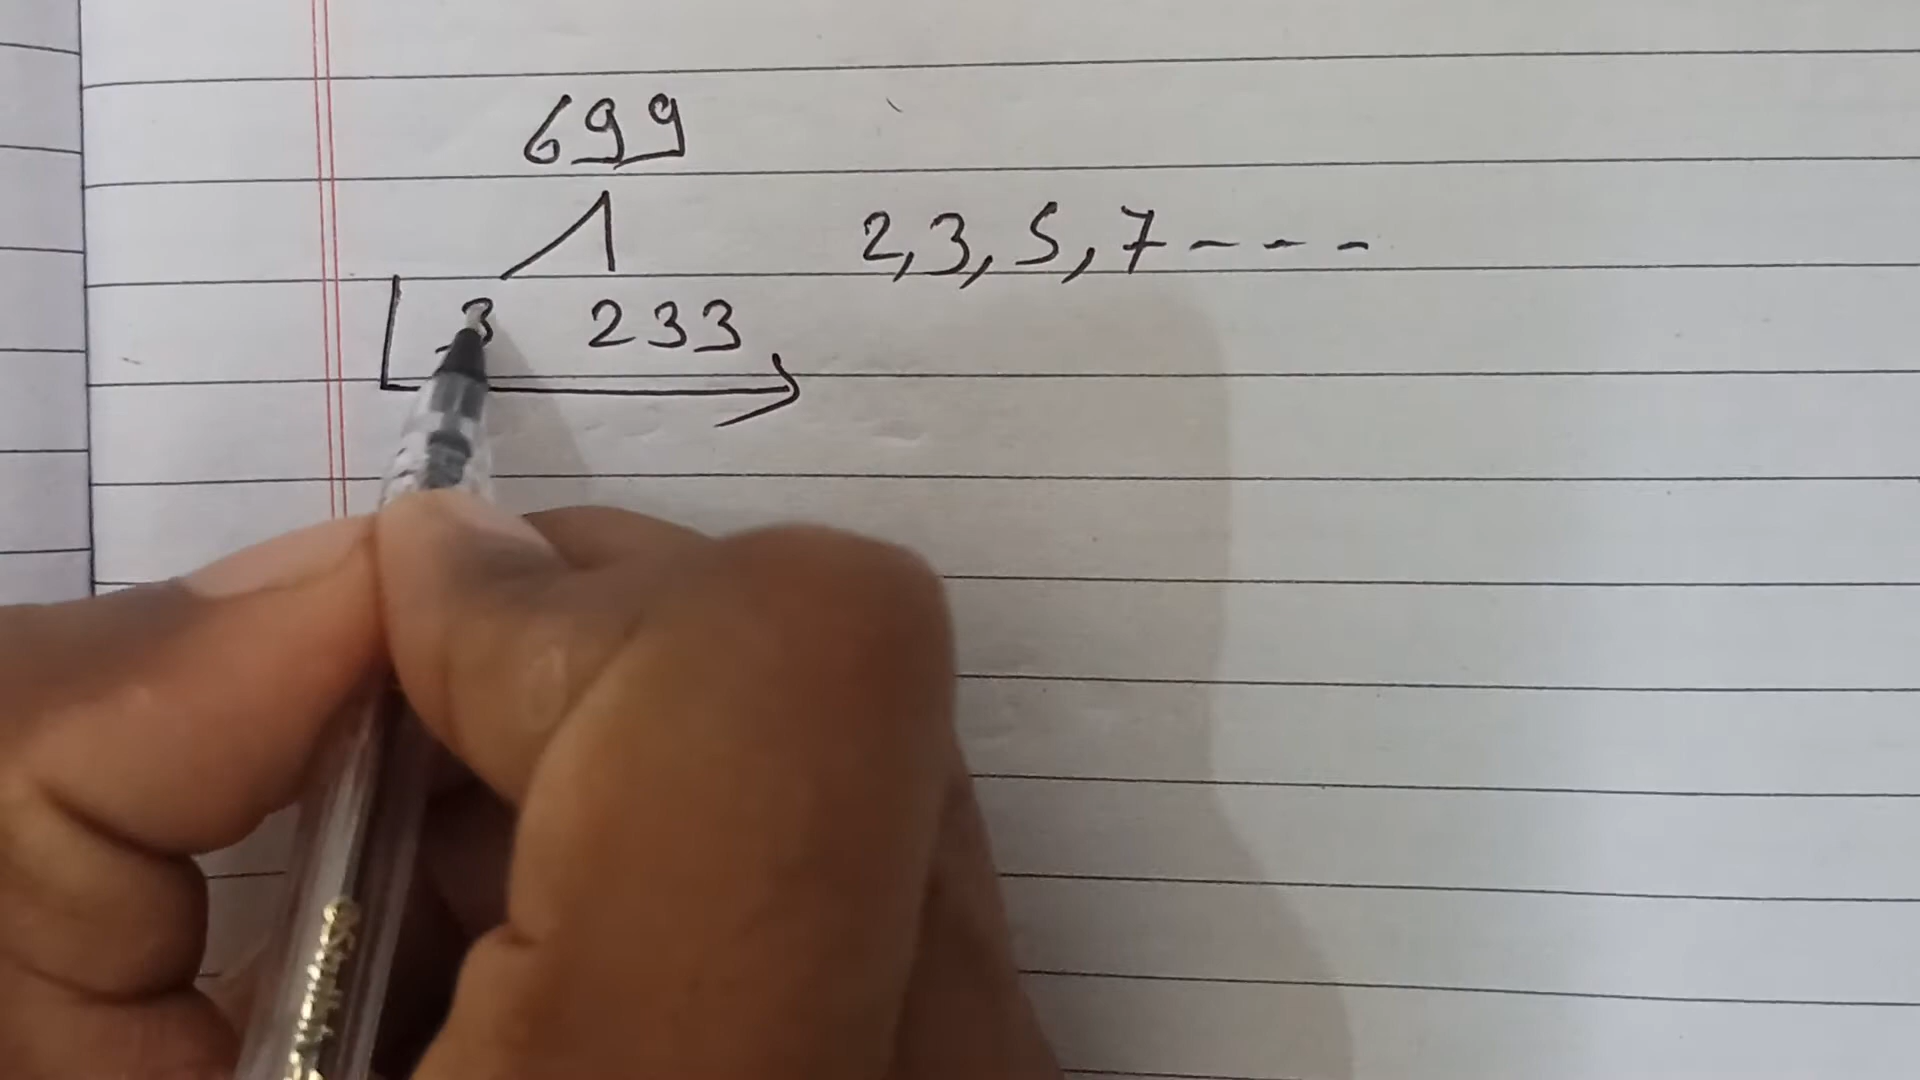 699
2, 3, 5, 7 - - -
3 233